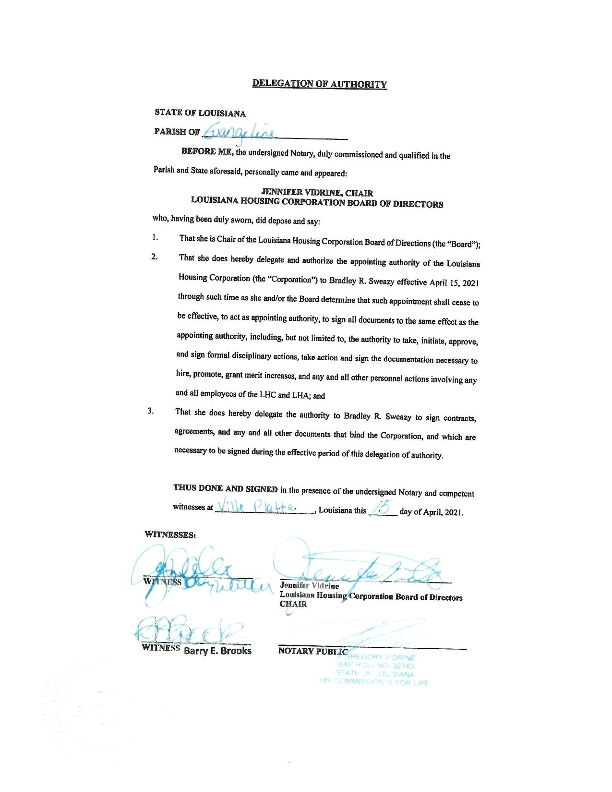 DELEGATION OF AUTHORITY
STATE OF LOUISIANA
PARISH OF Evangeline
BEFORE ME, the undersigned Notary, duly commissioned and qualified in the
Parish and State aforesaid, personally came and appeared:
JENNIFER VIDRINE, CHAIR
LOUISIANA HOUSING CORPORATION BOARD OF DIRECTORS
who, having been duly sworn, did depose and say:
1. That she is Chair of the Louisiana Housing Corporation Board of Directions (the "Board");
2. That she does hereby delegate and authorize the appointing authority of the Louisiana
Housing Corporation (the "Corporation") to Bradley R. Sweazy effective April 15, 2021
through such time as she and/or the Board determine that such appointment shall cease to
be effective, to act as appointing authority, to sign all documents to the same effect as the
appointing authority, including, but not limited to, the authority to take, initiate, approve,
and sign formal disciplinary actions, take action and sign the documentation necessary to
hire, promote, grant merit increases, and any and all other personnel actions involving any
and all employees of the LHC and LHA; and
3. That she does hereby delegate the authority to Bradley R. Sweazy to sign contracts,
agreements, and any and all other documents that bind the Corporation, and which are
necessary to be signed during the effective period of this delegation of authority.
THUS DONE AND SIGNED in the presence of the undersigned Notary and competent
witnesses at Ville Platte, Louisiana this 15 day of April, 2021.
WITNESSES:
WITNESS
Jennifer Vidrine
Louisiana Housing Corporation Board of Directors
CHAIR
WITNESS Barry E. Brooks
NOTARY PUBLIC
GREGORY VIDRINE
BAR ROLL NO.
STATE OF LOUISIANA
MY COMMISSION IS FOR LIFE